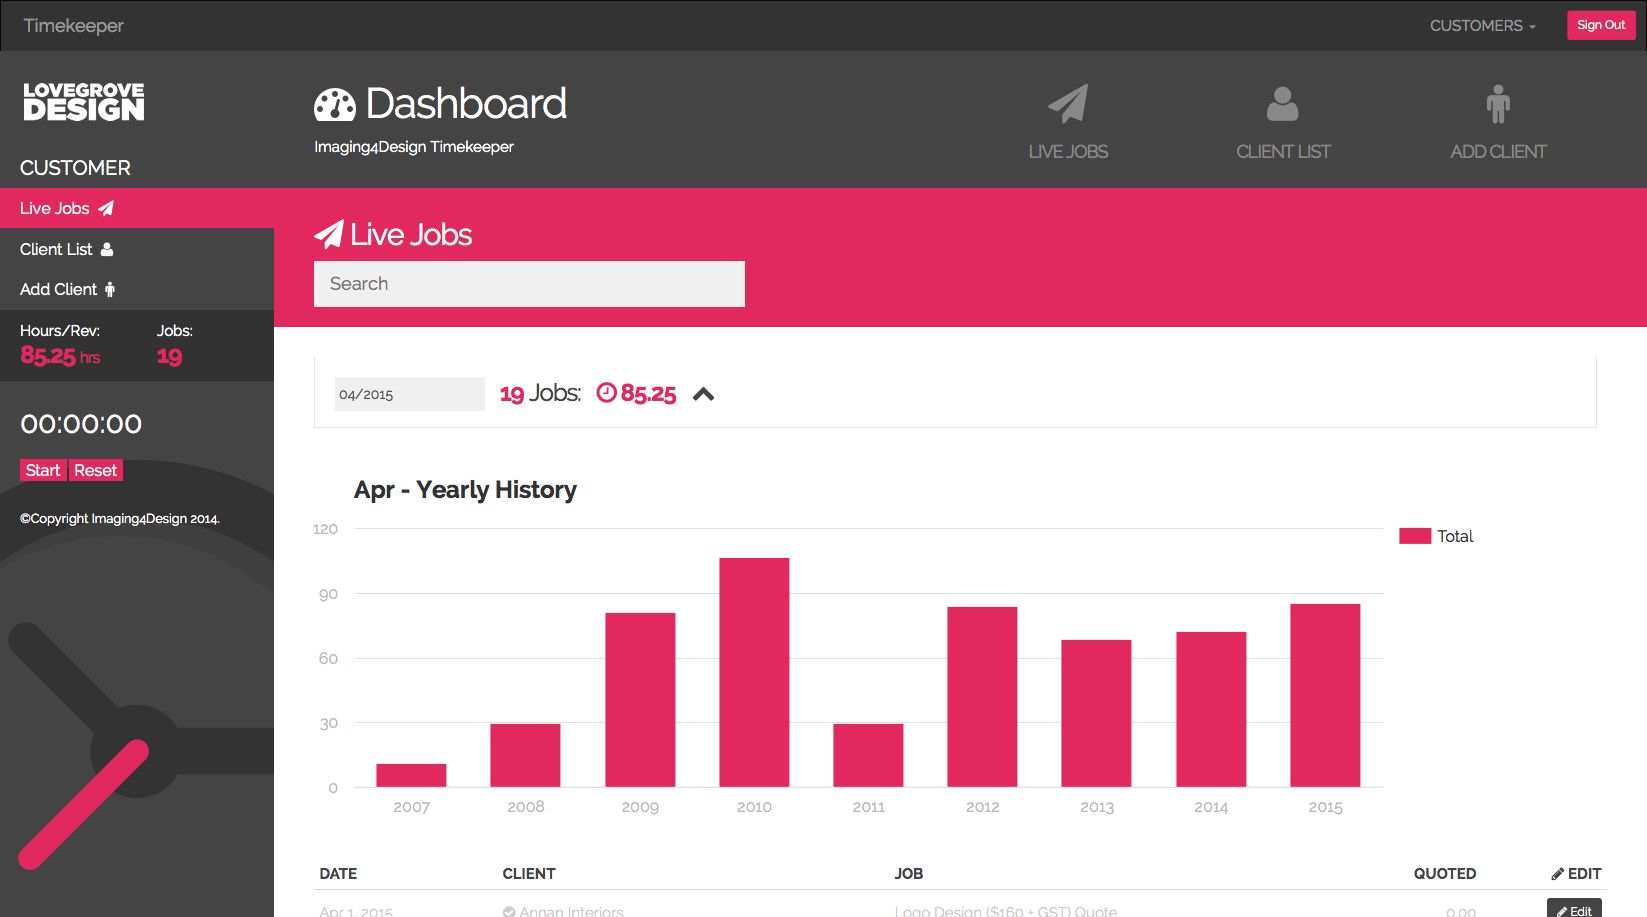 Timekeeper
CUSTOMERS
Sign Out
LOVEGROVE
DESIGN
Dashboard
Imaging4Design Timekeeper
LIVE JOBS
CLIENT LIST
ADD CLIENT
CUSTOMER
Live Jobs
Client List
Add Client
Hours/Rev:
Jobs:
85.25 hrs
19
00:00:00
Start
Reset
©Copyright Imaging4Design 2014.
Live Jobs
Search
04/2015
19 Jobs:
85.25
Apr - Yearly History
120
90
60
30
0
Total
2007
2008
2009
2010
2011
2012
2013
2014
2015
DATE
CLIENT
JOB
QUOTED
EDIT
Apr 1, 2015
Annan Interiors
Logo Design ($160 + GST) Quote
0.00
Edit